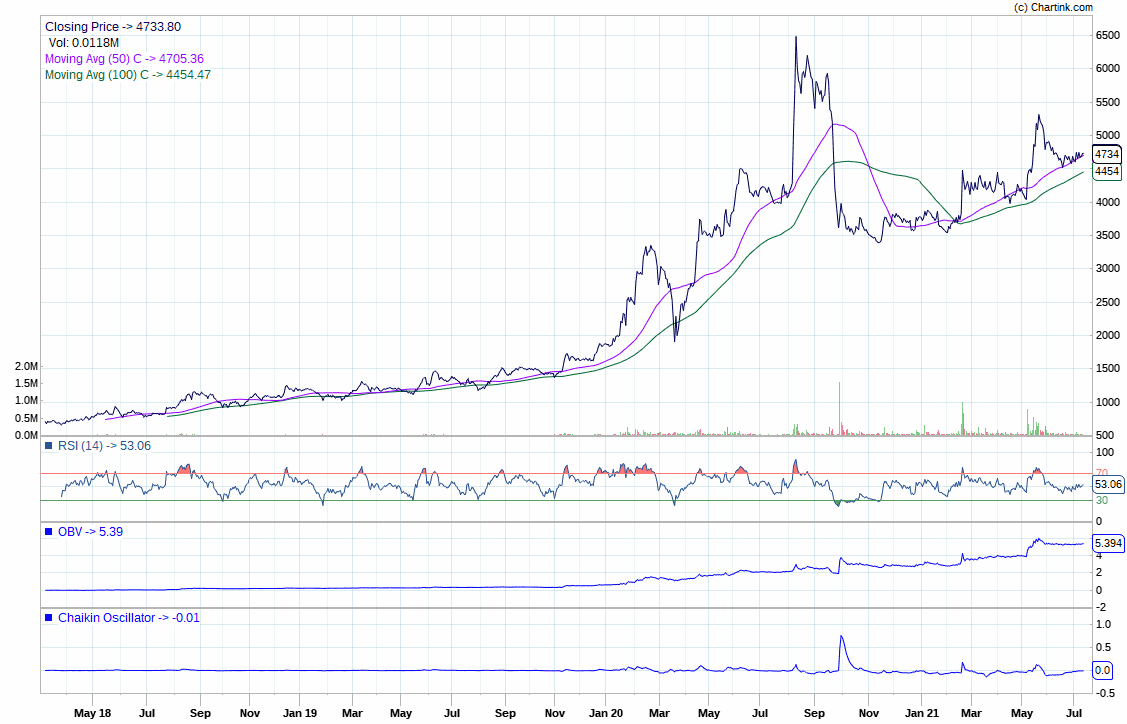 (c) Chartink.com
Closing Price -> 4733.80
Vol: 0.0118M
Moving Avg (50) C -> 4705.36
Moving Avg (100) C -> 4454.47
6500
6000
5500
5000
4734
4454
4000
3500
3000
2500
2000
1500
1000
500
2.0M
1.5M
1.0M
0.5M
0.0M
RSI (14) -> 53.06
100
70
53.06
30
0
OBV -> 5.39
5.394
4
2
0
-2
Chaikin Oscillator -> -0.01
1.0
0.5
0.0
-0.5
May 18 Jul Sep Nov Jan 19 Mar May Jul Sep Nov Jan 20 Mar May Jul Sep Nov Jan 21 Mar May Jul